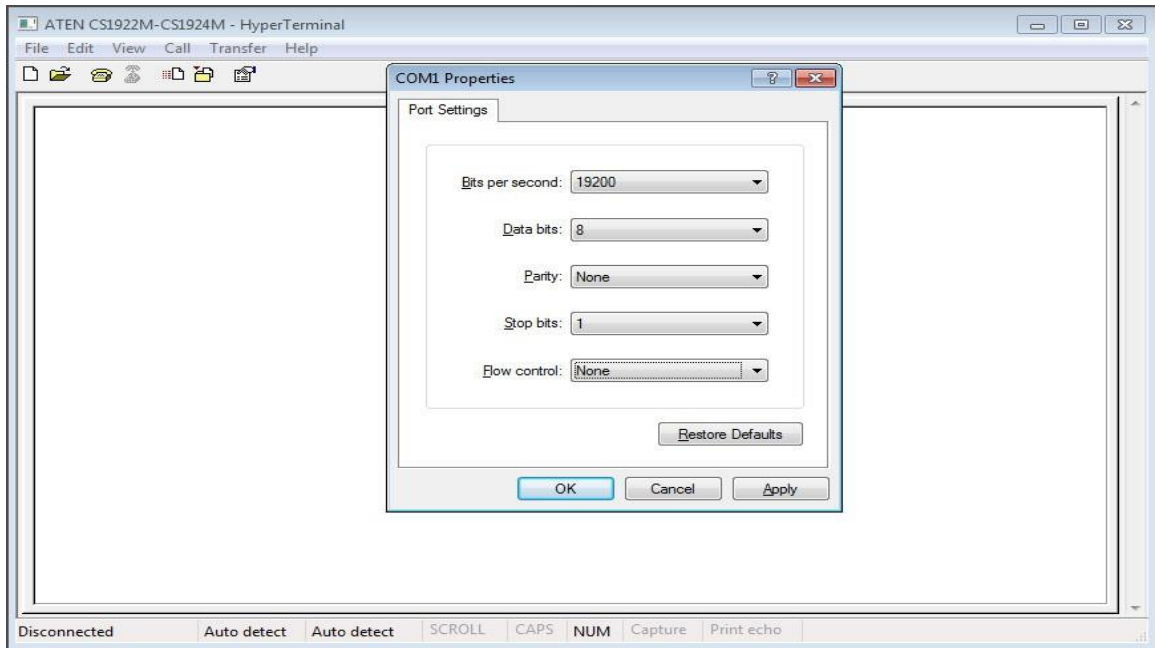 ATEN CS1922M-CS1924M - HyperTerminal
File Edit View Call Transfer Help
COM1 Properties
Port Settings
Bits per second: 19200
Data bits: 8
Parity: None
Stop bits: 1
Flow control: None
Restore Defaults
OK Cancel Apply
Disconnected Auto detect Auto detect SCROLL CAPS NUM Capture Print echo